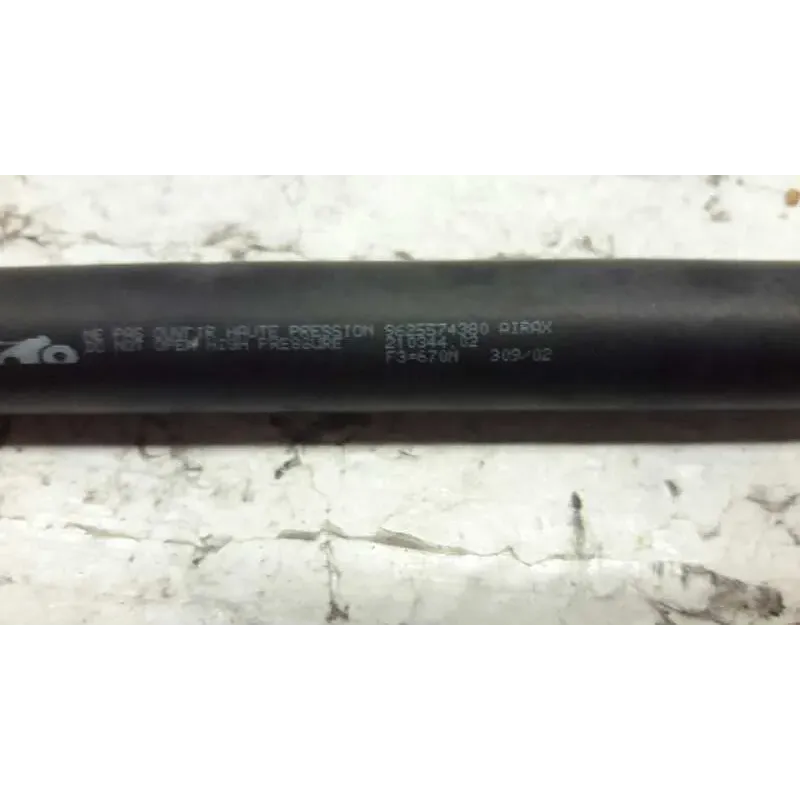 NE PAS OUVRIR HAUTE PRESSION 9625574380 AIRAX
DO NOT OPEN HIGH PRESSURE 210344.02
F3=670N 309/02